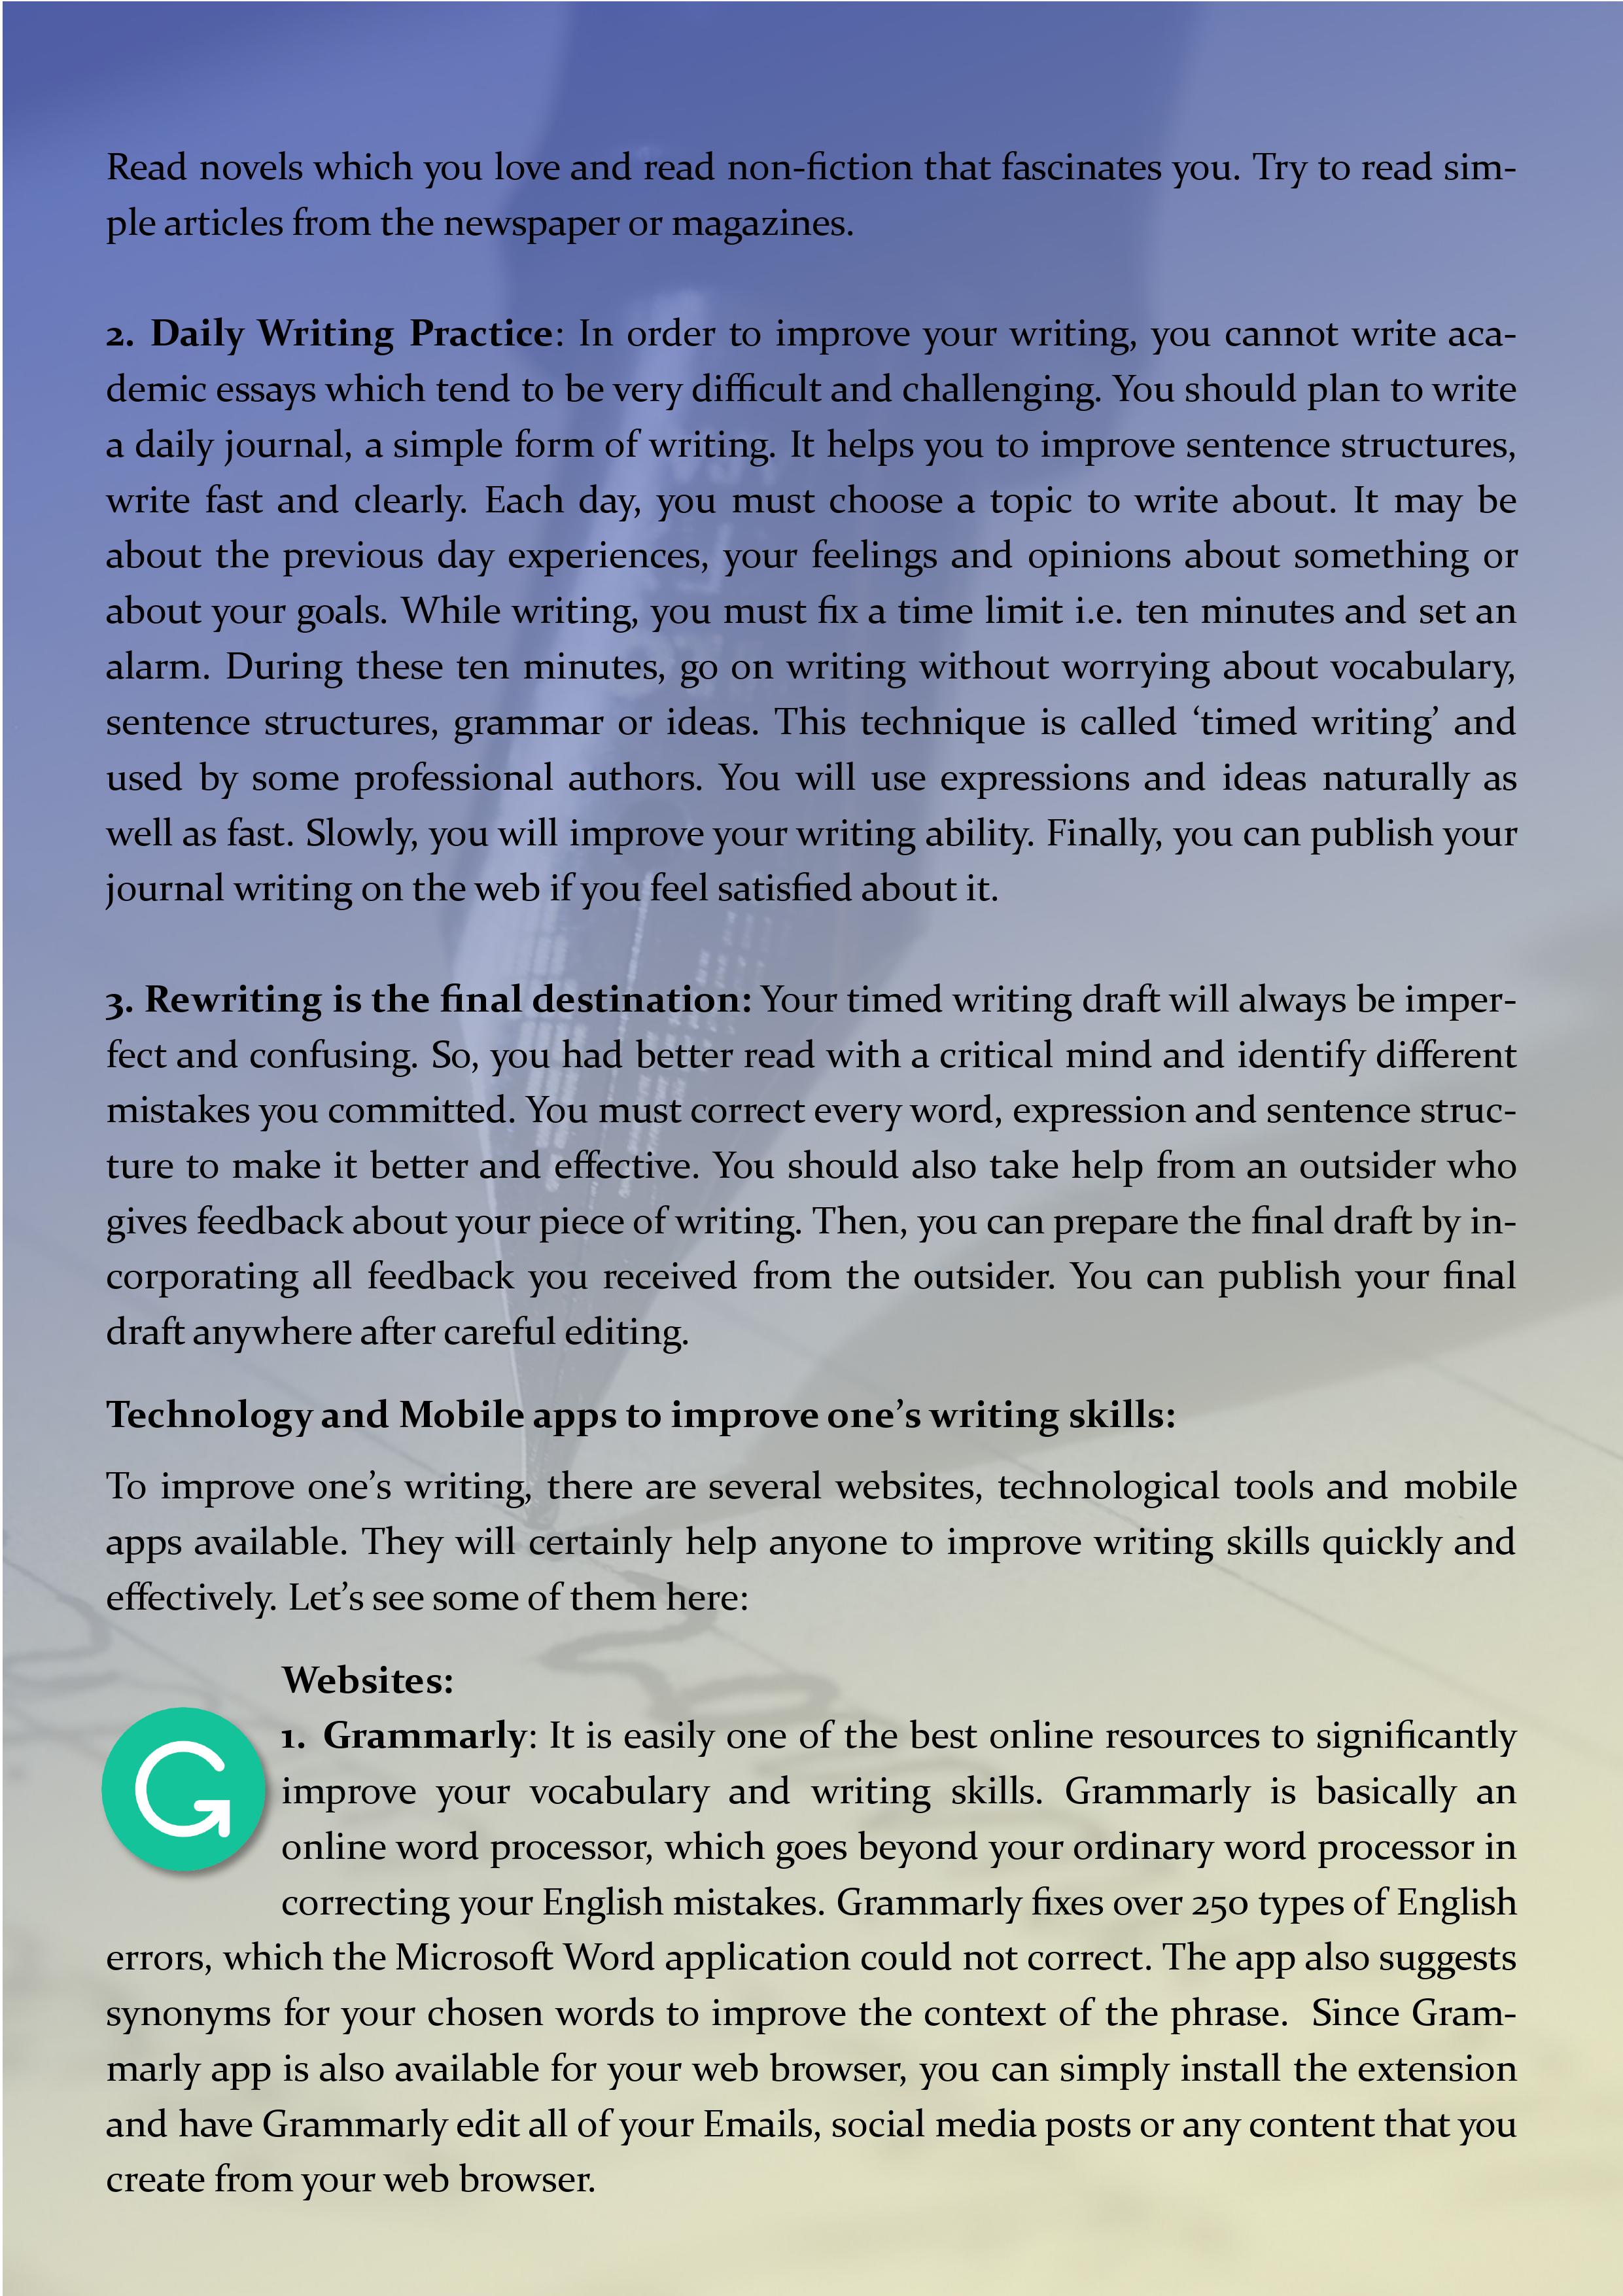 Read novels which you love and read non-fiction that fascinates you. Try to read sim-
ple articles from the newspaper or magazines.
2. Daily Writing Practice: In order to improve your writing, you cannot write aca-
demic essays which tend to be very difficult and challenging. You should plan to write
a daily journal, a simple form of writing. It helps you to improve sentence structures,
write fast and clearly. Each day, you must choose a topic to write about. It may be
about the previous day experiences, your feelings and opinions about something or
about your goals. While writing, you must fix a time limit i.e. ten minutes and set an
alarm. During these ten minutes, go on writing without worrying about vocabulary,
sentence structures, grammar or ideas. This technique is called ‘timed writing’ and
used by some professional authors. You will use expressions and ideas naturally as
well as fast. Slowly, you will improve your writing ability. Finally, you can publish your
journal writing on the web if you feel satisfied about it.
3. Rewriting is the final destination: Your timed writing draft will always be imper-
fect and confusing. So, you had better read with a critical mind and identify different
mistakes you committed. You must correct every word, expression and sentence struc-
ture to make it better and effective. You should also take help from an outsider who
gives feedback about your piece of writing. Then, you can prepare the final draft by in-
corporating all feedback you received from the outsider. You can publish your final
draft anywhere after careful editing.
Technology and Mobile apps to improve one’s writing skills:
To improve one’s writing, there are several websites, technological tools and mobile
apps available. They will certainly help anyone to improve writing skills quickly and
effectively. Let’s see some of them here:
Websites:
1. Grammarly: It is easily one of the best online resources to significantly
improve your vocabulary and writing skills. Grammarly is basically an
online word processor, which goes beyond your ordinary word processor in
correcting your English mistakes. Grammarly fixes over 250 types of English
errors, which the Microsoft Word application could not correct. The app also suggests
synonyms for your chosen words to improve the context of the phrase. Since Gram-
marly app is also available for your web browser, you can simply install the extension
and have Grammarly edit all of your Emails, social media posts or any content that you
create from your web browser.